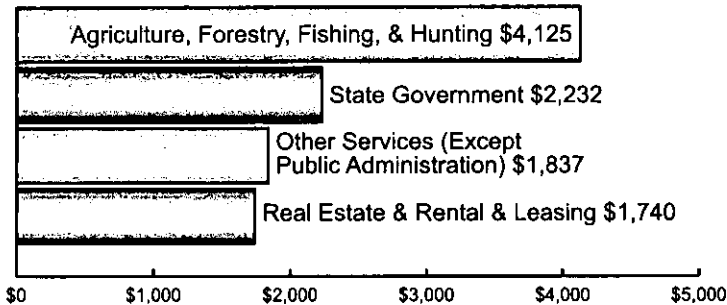 Agriculture, Forestry, Fishing, & Hunting $4,125
State Government $2,232
Other Services (Except
Public Administration) $1,837
Real Estate & Rental & Leasing $1,740
$0 $1,000 $2,000 $3,000 $4,000 $5,000